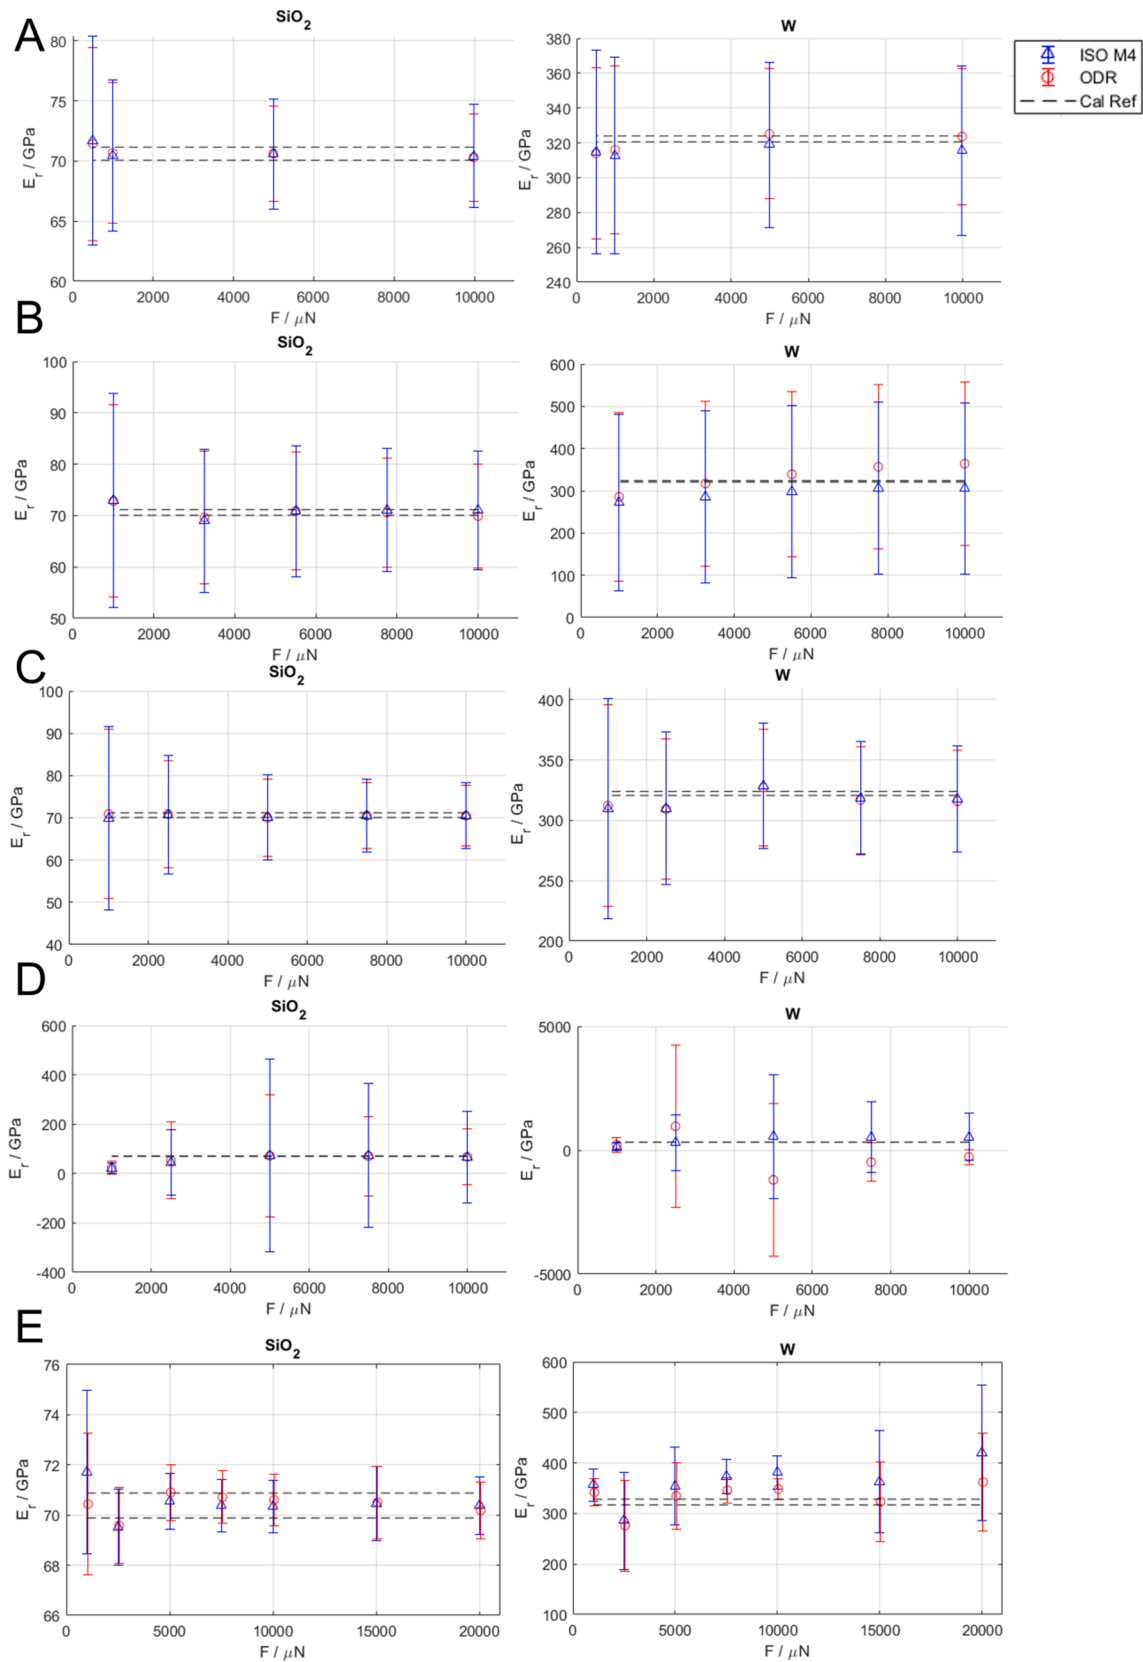 A
SiO2
W
ISO M4
ODR
Cal Ref
80
75
70
65
60
Er / GPa
0 2000 4000 6000 8000 10000
F / μN
380
360
340
320
300
280
260
240
Er / GPa
0 2000 4000 6000 8000 10000
F / μN
B
SiO2
W
100
90
80
70
60
50
Er / GPa
0 2000 4000 6000 8000 10000
F / μN
600
500
400
300
200
100
0
Er / GPa
0 2000 4000 6000 8000 10000
F / μN
C
SiO2
W
100
90
80
70
60
50
40
Er / GPa
0 2000 4000 6000 8000 10000
F / μN
400
350
300
250
200
Er / GPa
0 2000 4000 6000 8000 10000
F / μN
D
SiO2
W
600
400
200
0
-200
-400
Er / GPa
0 2000 4000 6000 8000 10000
F / μN
5000
0
-5000
Er / GPa
0 2000 4000 6000 8000 10000
F / μN
E
SiO2
W
76
74
72
70
68
66
Er / GPa
0 5000 10000 15000 20000
F / μN
600
500
400
300
200
100
Er / GPa
0 5000 10000 15000 20000
F / μN